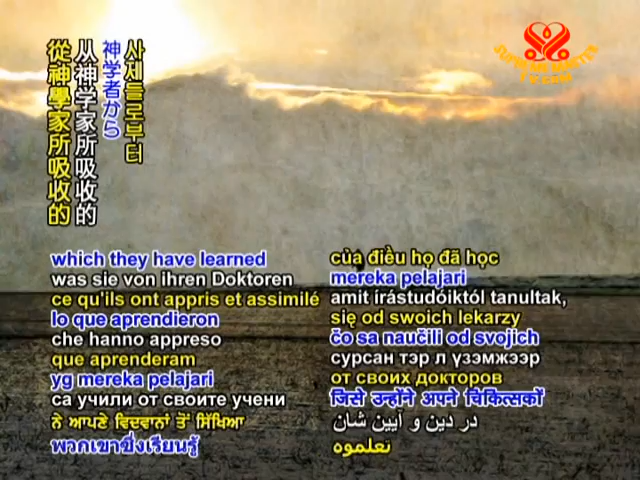 SUPREME MASTER
TV.COM
사제들로부터
神学者から
从神学家所吸收的
從神學家所吸收的
which they have learned
was sie von ihren Doktoren
ce qu'ils ont appris et assimilé
lo que aprendieron
che hanno appreso
que aprenderam
yg mereka pelajari
са учили от своите учени
ਨੇ ਆਪਣੇ ਵਿਦਵਾਨਾਂ ਤੋਂ ਸਿੱਖਿਆ
พวกเขาซึ่งเรียนรู้
của điều họ đã học
mereka pelajari
amit írástudóiktól tanultak,
się od swoich lekarzy
čo sa naučili od svojich
сурсан тэр л үзэмжээр
от своих докторов
जिसे उन्होंने अपने चिकित्सकों
در دین و آیین شان
تعلموه